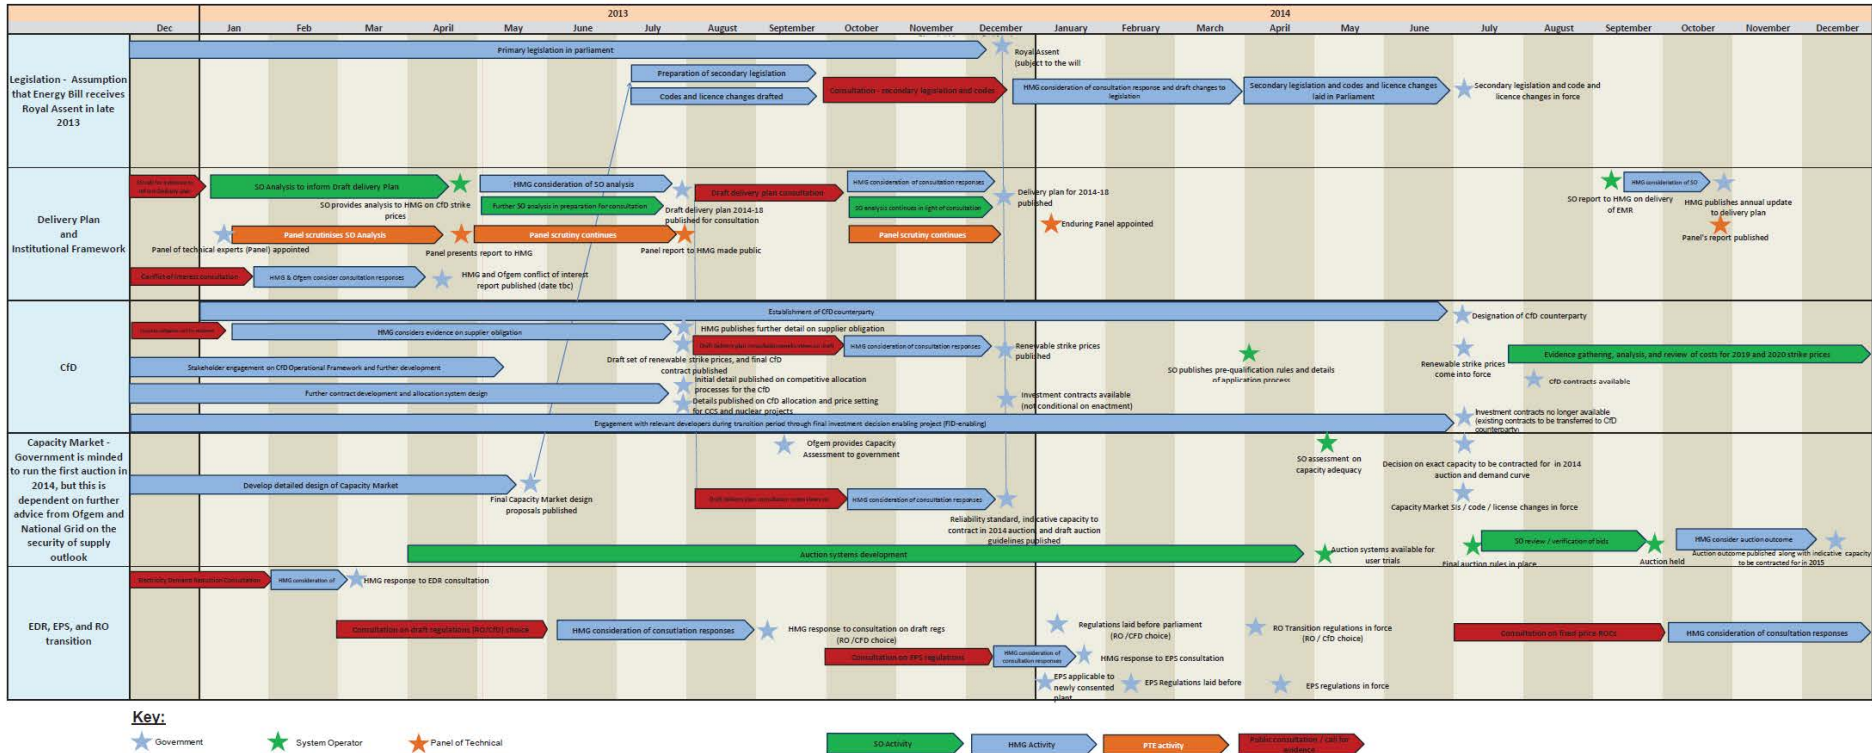 2013
2014
Dec
Jan
Feb
Mar
April
May
June
July
August
September
October
November
December
January
February
March
April
May
June
July
August
September
October
November
December
Legislation - Assumption
that Energy Bill receives
Royal Assent in late
2013
Primary legislation in parliament
Royal Assent
(subject to the will
Preparation of secondary legislation
Codes and licence changes drafted
Consultation - secondary legislation and codes
HMG consideration of consultation response and draft changes to
legislation
Secondary legislation and codes and licence changes
laid in Parliament
Secondary legislation and code and
licence changes in force
Delivery Plan
and
Institutional Framework
SO Analysis to inform Draft delivery Plan
SO provides analysis to HMG on CfD strike
prices
HMG consideration of SO analysis
Further SO analysis in preparation for consultation
Draft delivery plan 2014-18
published for consultation
Draft delivery plan consultation
HMG consideration of consultation responses
SO analysis continues in light of consultation
Delivery plan for 2014-18
published
SO report to HMG on delivery
of EMR
HMG consideration of SO
HMG publishes annual update
to delivery plan
Panel of technical experts (Panel) appointed
Panel scrutinises SO Analysis
Panel presents report to HMG
Panel scrutiny continues
Panel report to HMG made public
Panel scrutiny continues
Enduring Panel appointed
Panel's report published
Conflict of interest consultation
HMG & Ofgem consider consultation responses
HMG and Ofgem conflict of interest
report published (date tbc)
CfD
Establishment of CfD counterparty
Designation of CfD counterparty
HMG considers evidence on supplier obligation
HMG publishes further detail on supplier obligation
Draft set of renewable strike prices, and final CfD
contract published
HMG consideration of consultation responses
Renewable strike prices
published
SO publishes pre-qualification rules and details
of application process
Renewable strike prices
come into force
Evidence gathering, analysis, and review of costs for 2019 and 2020 strike prices
CfD contracts available
Stakeholder engagement on CfD Operational Framework and further development
Further contract development and allocation system design
Initial detail published on competitive allocation
processes for the CfD
Details published on CfD allocation and price setting
for CCS and nuclear projects
Investment contracts available
(not conditional on enactment)
Engagement with relevant developers during transition period through final investment decision enabling project (FID-enabling)
Investment contracts no longer available
(existing contracts to be transferred to CfD
counterparty)
Capacity Market -
Government is minded
to run the first auction in
2014, but this is
dependent on further
advice from Ofgem and
National Grid on the
security of supply
outlook
Ofgem provides Capacity
Assessment to government
SO assessment on
capacity adequacy
Decision on exact capacity to be contracted for in 2014
auction and demand curve
Develop detailed design of Capacity Market
Final Capacity Market design
proposals published
HMG consideration of consultation responses
Reliability standard, indicative capacity to
contract in 2014 auction, and draft auction
guidelines published
Capacity Market SIs / code / license changes in force
Auction systems development
Auction systems available for
user trials
Final auction rules in place
SO review / verification of bids
Auction held
HMG consider auction outcome
Auction outcome published along with indicative capacity
to be contracted for in 2015
EDR, EPS, and RO
transition
Electricity Demand Reduction Consultation
HMG consideration of
HMG response to EDR consultation
Consultation on draft regulations (RO/CfD) choice
HMG consideration of consutlation responses
HMG response to consultation on draft regs
(RO /CFD choice)
Regulations laid before parliament
(RO /CFD choice)
RO Transition regulations in force
(RO / CfD choice)
Consultation on fixed price ROCs
HMG consideration of consultation responses
Consultation on EPS regulations
HMG consideration of
consultation responses
HMG response to EPS consultation
EPS applicable to
newly consented
plant
EPS Regulations laid before
EPS regulations in force
Key:
Government
System Operator
Panel of Technical
SO Activity
HMG Activity
PTE activity
Public consultation / call for
evidence